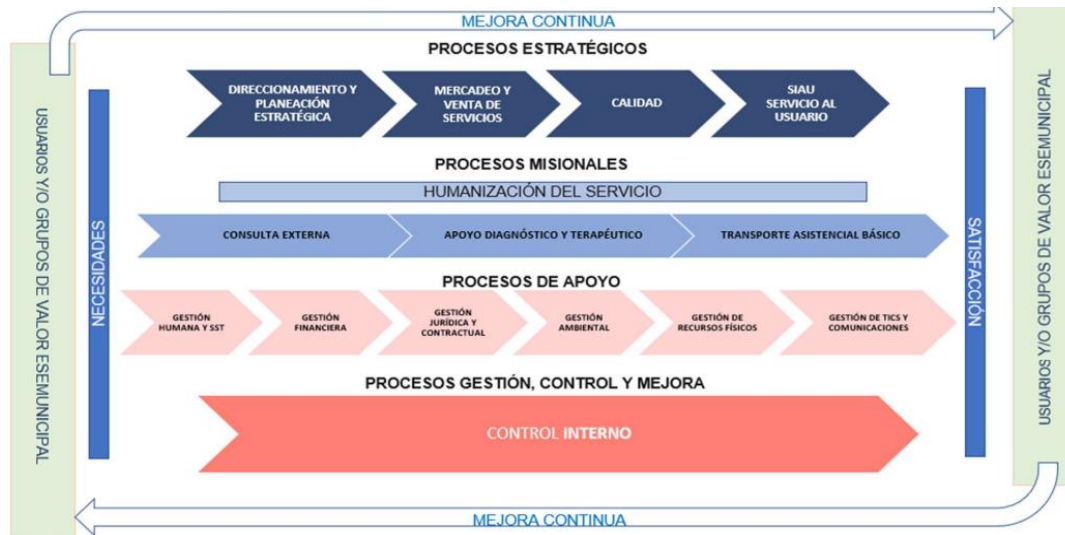 MEJORA CONTINUA
PROCESOS ESTRATÉGICOS
DIRECCIONAMIENTO Y
PLANEACIÓN
ESTRATÉGICA
MERCADEO Y
VENTA DE
SERVICIOS
CALIDAD
SIAU
SERVICIO AL
USUARIO
USUARIOS Y/O GRUPOS DE VALOR ESEMUNICIPAL
NECESIDADES
PROCESOS MISIONALES
HUMANIZACIÓN DEL SERVICIO
CONSULTA EXTERNA
APOYO DIAGNÓSTICO Y TERAPÉUTICO
TRANSPORTE ASISTENCIAL BÁSICO
PROCESOS DE APOYO
GESTIÓN
HUMANA Y SST
GESTIÓN
FINANCIERA
GESTIÓN
JURÍDICA Y
CONTRACTUAL
GESTIÓN
AMBIENTAL
GESTIÓN DE
RECURSOS FÍSICOS
GESTIÓN DE TICS Y
COMUNICACIONES
PROCESOS GESTIÓN, CONTROL Y MEJORA
CONTROL INTERNO
SATISFACCIÓN
USUARIOS Y/O GRUPOS DE VALOR ESEMUNICIPAL
MEJORA CONTINUA